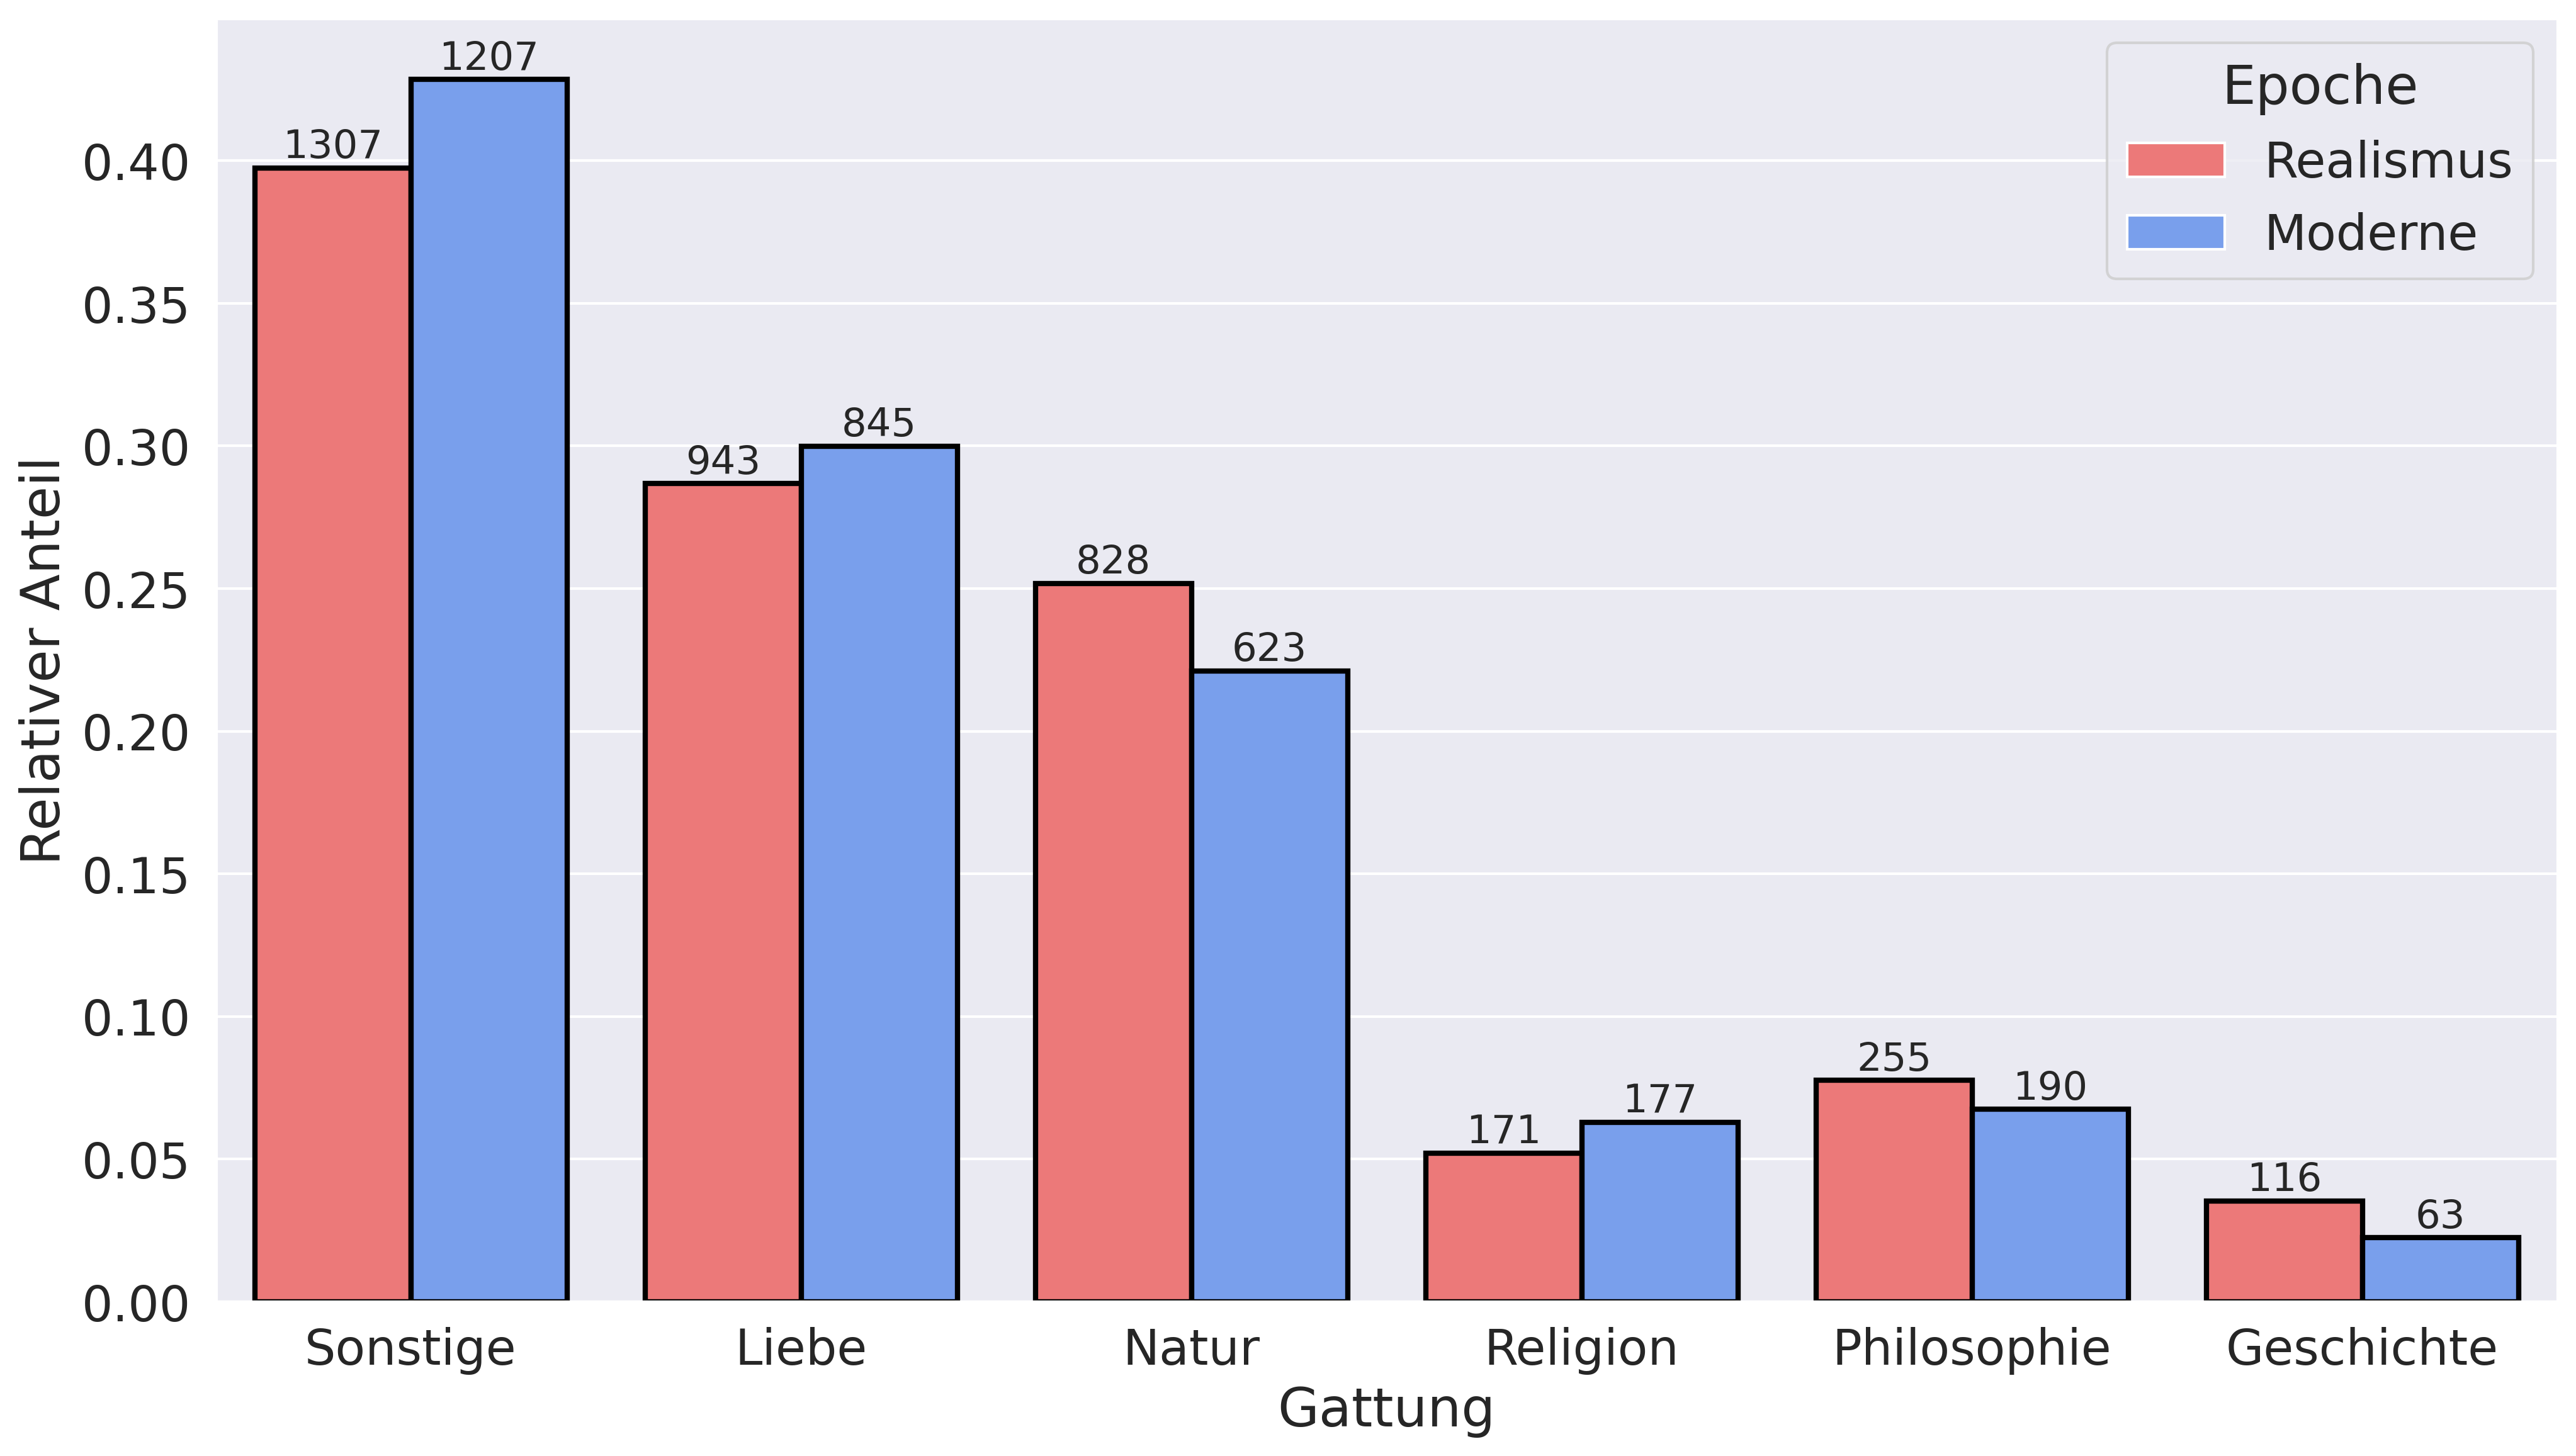 1207
1307
845
943
828
623
171
177
255
190
116
63
Epoche
Realismus
Moderne
0.40
0.35
0.30
0.25
0.20
0.15
0.10
0.05
0.00
Relativer Anteil
Sonstige
Liebe
Natur
Religion
Philosophie
Geschichte
Gattung